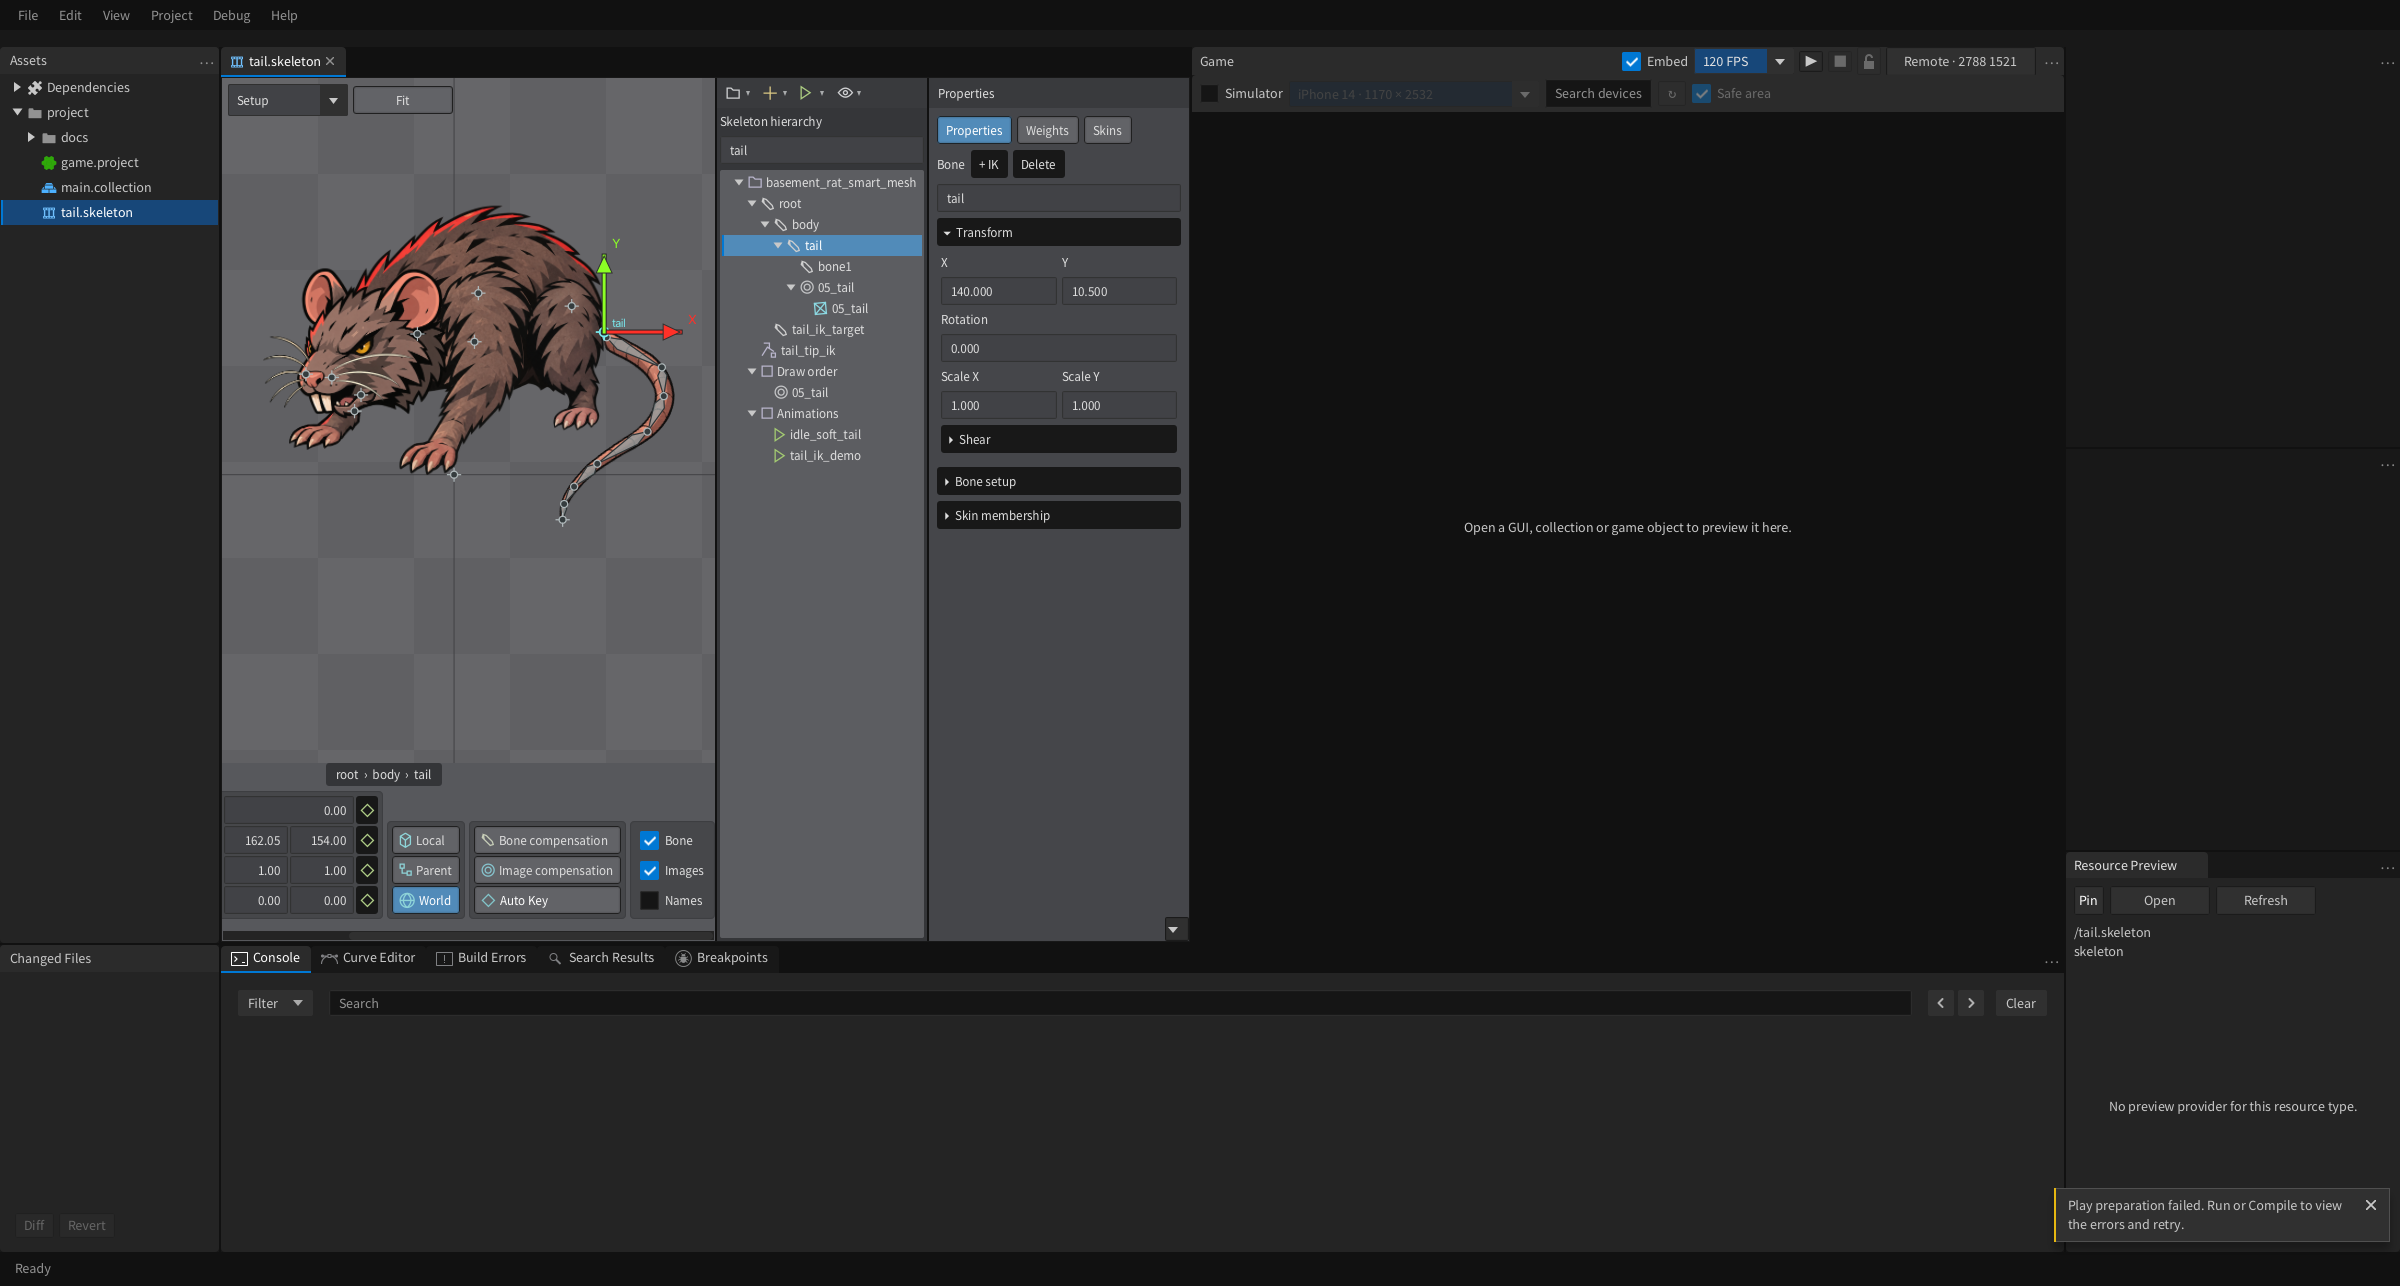 File Edit View Project Debug Help
Assets
Dependencies
project
docs
game.project
main.collection
tail.skeleton
tail.skeleton
Setup
Fit
Y
X
tail
root › body › tail
0.00
162.05 154.00
1.00 1.00
0.00 0.00
Local
Parent
World
Bone compensation
Image compensation
Auto Key
Bone
Images
Names
Skeleton hierarchy
tail
basement_rat_smart_mesh
root
body
tail
bone1
05_tail
05_tail
tail_ik_target
tail_tip_ik
Draw order
05_tail
Animations
idle_soft_tail
tail_ik_demo
Properties
Properties Weights Skins
Bone + IK Delete
tail
Transform
X Y
140.000 10.500
Rotation
0.000
Scale X Scale Y
1.000 1.000
Shear
Bone setup
Skin membership
Game
Embed 120 FPS Remote · 2788 1521
Simulator iPhone 14 · 1170 × 2532 Search devices Safe area
Open a GUI, collection or game object to preview it here.
Resource Preview
Pin Open Refresh
/tail.skeleton
skeleton
No preview provider for this resource type.
Changed Files
Diff Revert
Console Curve Editor Build Errors Search Results Breakpoints
Filter Search Clear
Play preparation failed. Run or Compile to view
the errors and retry.
Ready